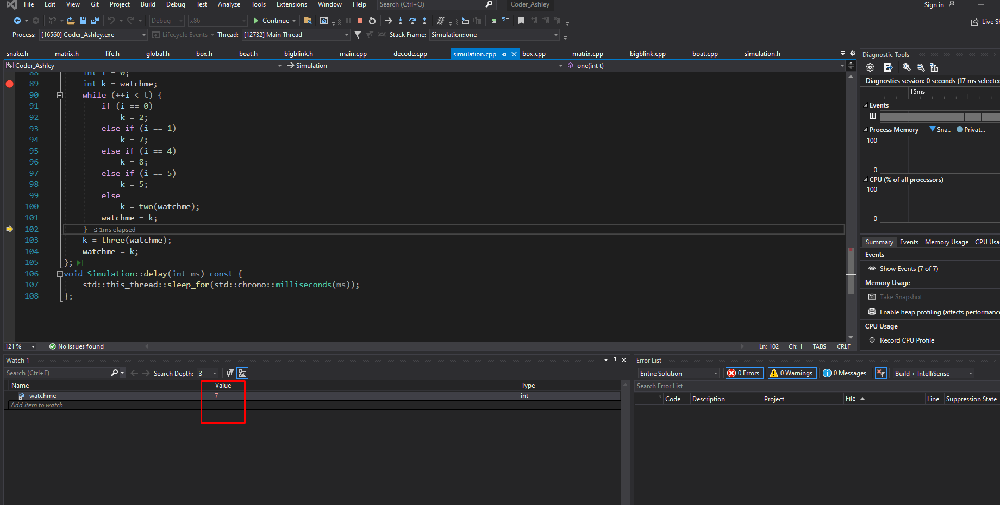 File Edit View Git Project Build Debug Test Analyze Tools Extensions Window Help Search (Ctrl+Q) Coder_Ashley Sign in
Debug x86 Continue Live
Process: [16560] Coder_Ashley.exe Lifecycle Events Thread: [12732] Main Thread Stack Frame: Simulation::one
snake.h matrix.h life.h global.h box.h boat.h bigblink.h main.cpp decode.cpp simulation.cpp box.cpp matrix.cpp bigblink.cpp boat.cpp simulation.h
Coder_Ashley Simulation one(int t)
88 int i = 0;
89 int k = watchme;
90 while (++i < t) {
91 if (i == 0)
92 k = 2;
93 else if (i == 1)
94 k = 7;
95 else if (i == 4)
96 k = 8;
97 else if (i == 5)
98 k = 5;
99 else
100 k = two(watchme);
101 watchme = k;
102 } ≤ 1ms elapsed
103 k = three(watchme);
104 watchme = k;
105 };
106 void Simulation::delay(int ms) const {
107 std::this_thread::sleep_for(std::chrono::milliseconds(ms));
108 };
121 % No issues found Ln: 102 Ch: 1 TABS CRLF
Diagnostic Tools
Diagnostics session: 0 seconds (17 ms selected
15ms
Events
Process Memory Sna.. Privat...
100
0
CPU (% of all processors)
100
0
Summary Events Memory Usage CPU Usa
Events
Show Events (7 of 7)
Memory Usage
Take Snapshot
Enable heap profiling (affects performance
CPU Usage
Record CPU Profile
Watch 1
Search (Ctrl+E) Search Depth: 3
Name Value Type
watchme 7 int
Add item to watch
Error List
Entire Solution 0 Errors 0 Warnings 0 Messages Build + IntelliSense
Search Error List
Code Description Project File Line Suppression State